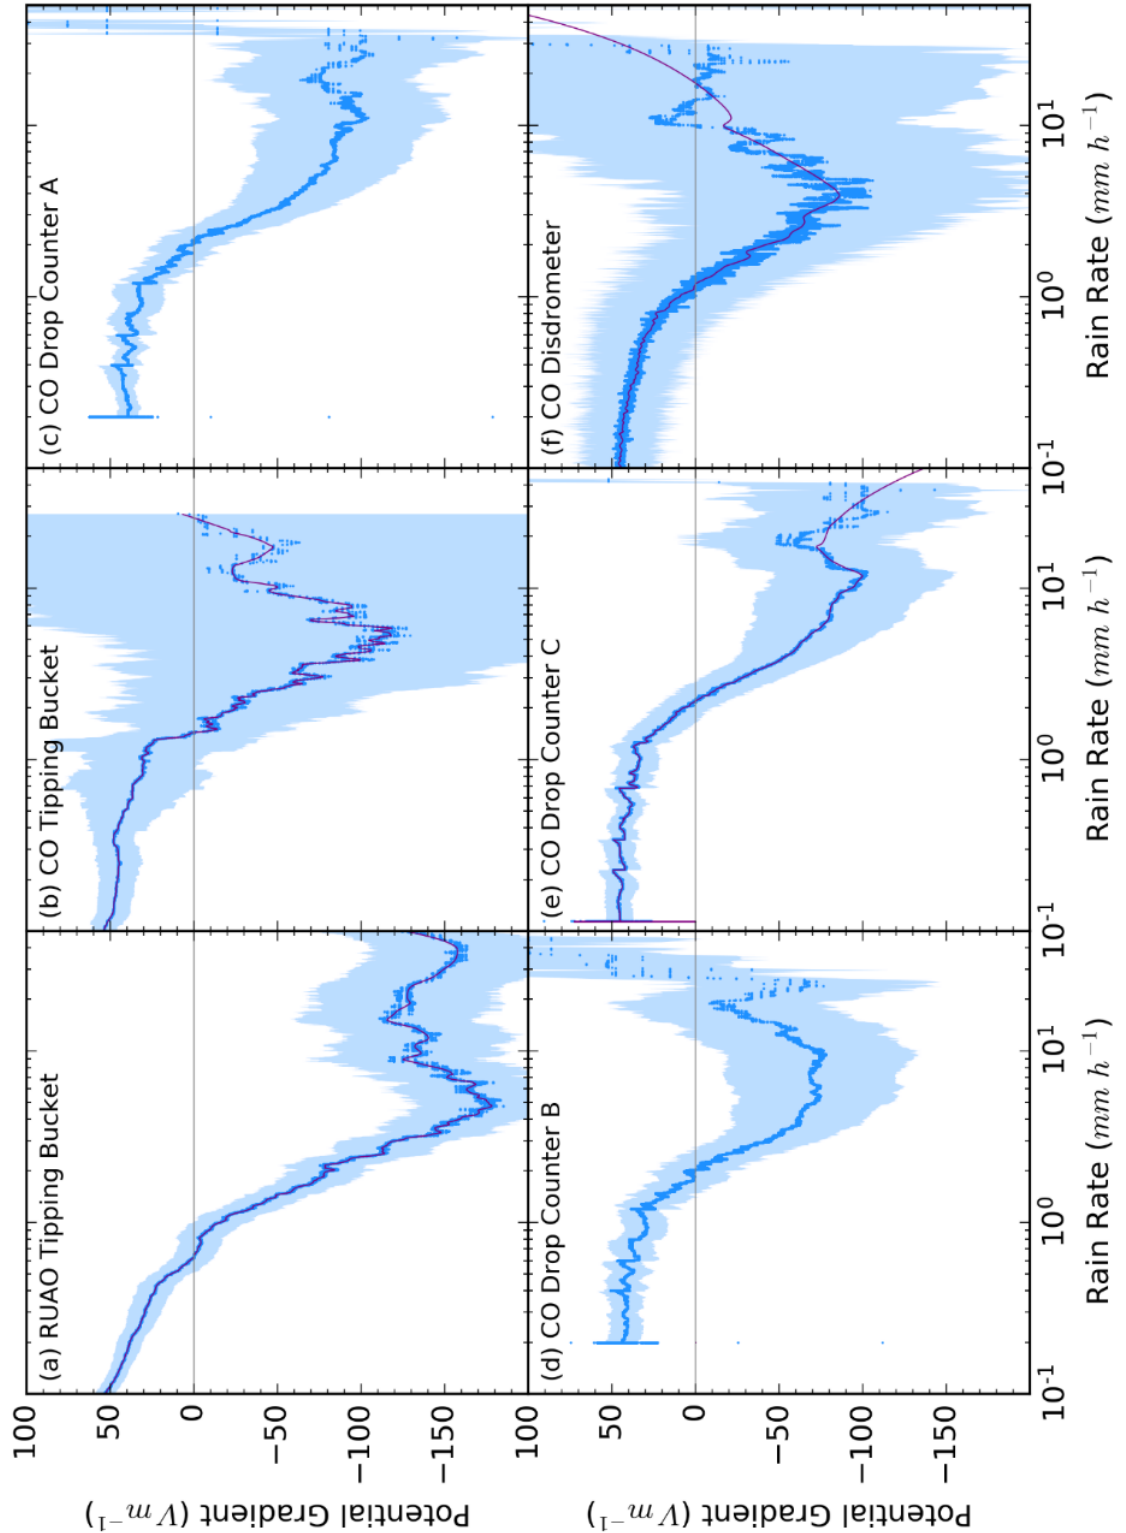 (a) RUAO Tipping Bucket
(b) CO Tipping Bucket
(c) CO Drop Counter A
100
50
0
−50
−100
−150
Potential Gradient (V m⁻¹)
(d) CO Drop Counter B
(e) CO Drop Counter C
(f) CO Disdrometer
100
50
0
−50
−100
−150
Potential Gradient (V m⁻¹)
10⁻¹ 10⁰ 10¹ 10⁻¹ 10⁰ 10¹ 10⁻¹ 10⁰ 10¹
Rain Rate (mm h⁻¹)
Rain Rate (mm h⁻¹)
Rain Rate (mm h⁻¹)